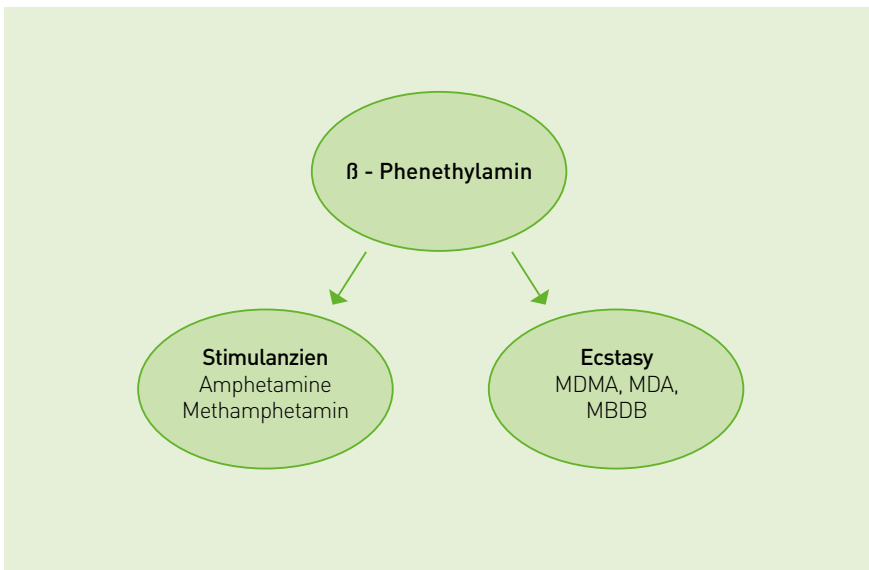 ß - Phenethylamin
Stimulanzien
Amphetamine
Methamphetamin
Ecstasy
MDMA, MDA,
MBDB